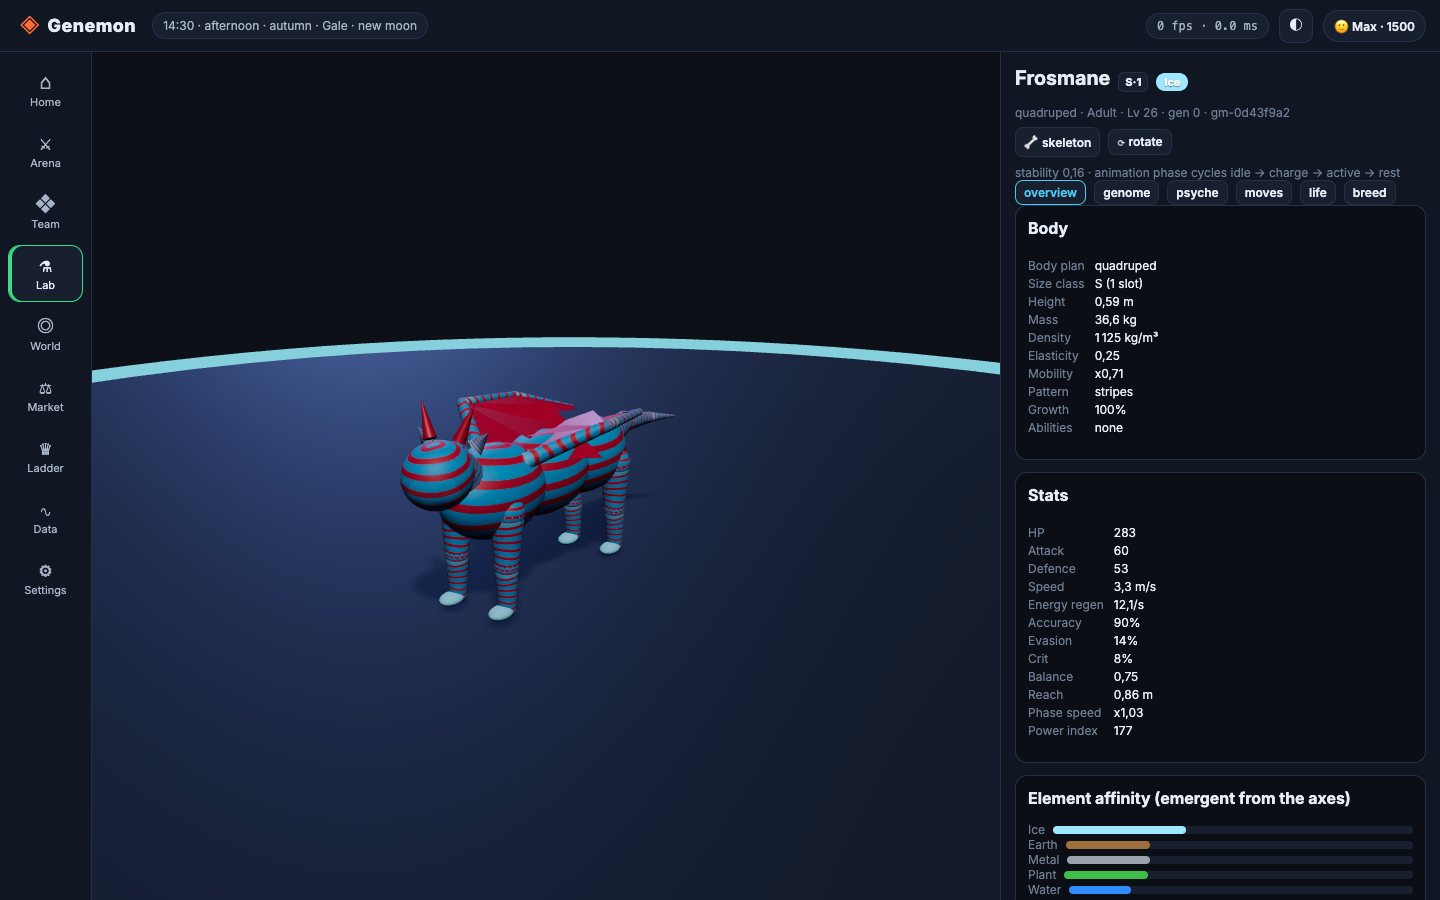 Genemon
14:30 · afternoon · autumn · Gale · new moon
0 fps · 0.0 ms
Max · 1500
Home
Arena
Team
Lab
World
Market
Ladder
Data
Settings
Frosmane S·1 Ice
quadruped · Adult · Lv 26 · gen 0 · gm-0d43f9a2
skeleton
rotate
stability 0,16 · animation phase cycles idle → charge → active → rest
overview genome psyche moves life breed
Body
Body plan quadruped
Size class S (1 slot)
Height 0,59 m
Mass 36,6 kg
Density 1 125 kg/m³
Elasticity 0,25
Mobility x0,71
Pattern stripes
Growth 100%
Abilities none
Stats
HP 283
Attack 60
Defence 53
Speed 3,3 m/s
Energy regen 12,1/s
Accuracy 90%
Evasion 14%
Crit 8%
Balance 0,75
Reach 0,86 m
Phase speed x1,03
Power index 177
Element affinity (emergent from the axes)
Ice
Earth
Metal
Plant
Water